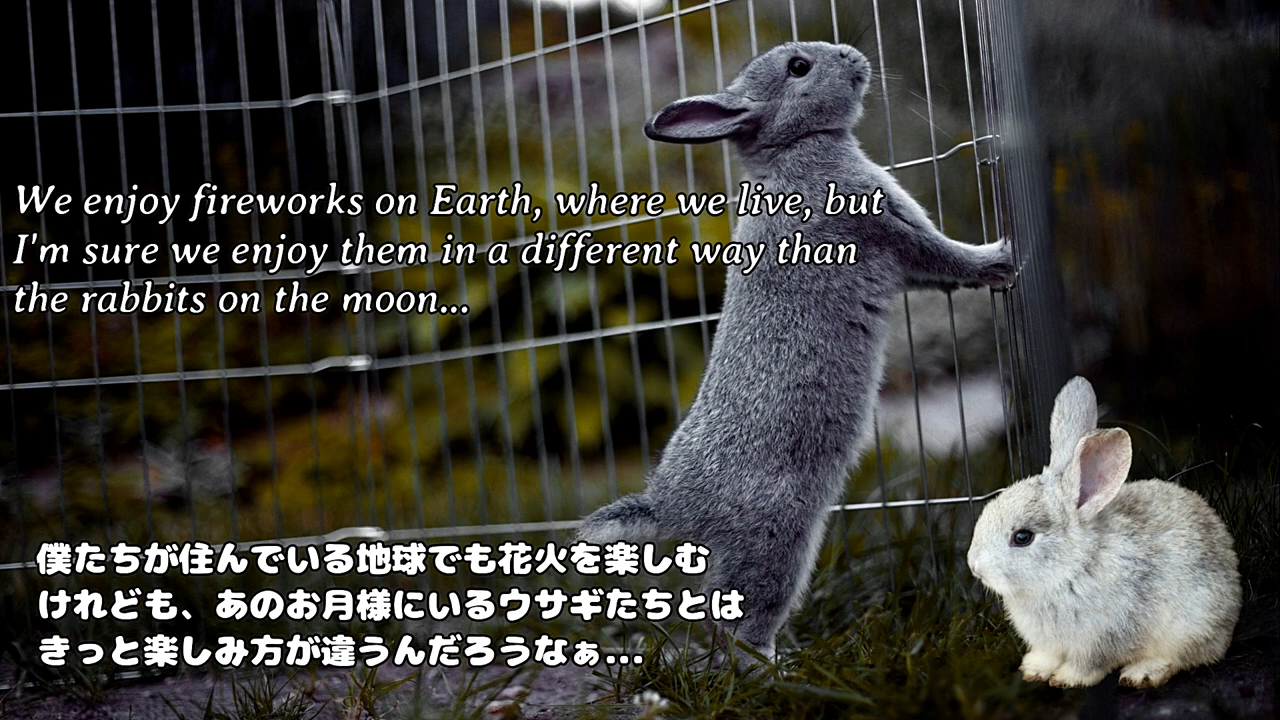 We enjoy fireworks on Earth, where we live, but
I'm sure we enjoy them in a different way than
the rabbits on the moon...
僕たちが住んでいる地球でも花火を楽しむ
けれども、あのお月様にいるウサギたちとは
きっと楽しみ方が違うんだろうなぁ...